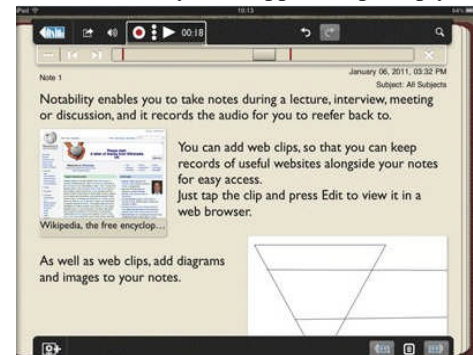 iPad
10:13
00:18
January 06, 2011, 03:32 PM
Note 1
Subject: All Subjects
Notability enables you to take notes during a lecture, interview, meeting
or discussion, and it records the audio for you to reefer back to.
You can add web clips, so that you can keep
records of useful websites alongside your notes
for easy access.
Just tap the clip and press Edit to view it in a
web browser.
Wikipedia, the free encyclop...
As well as web clips, add diagrams
and images to your notes.